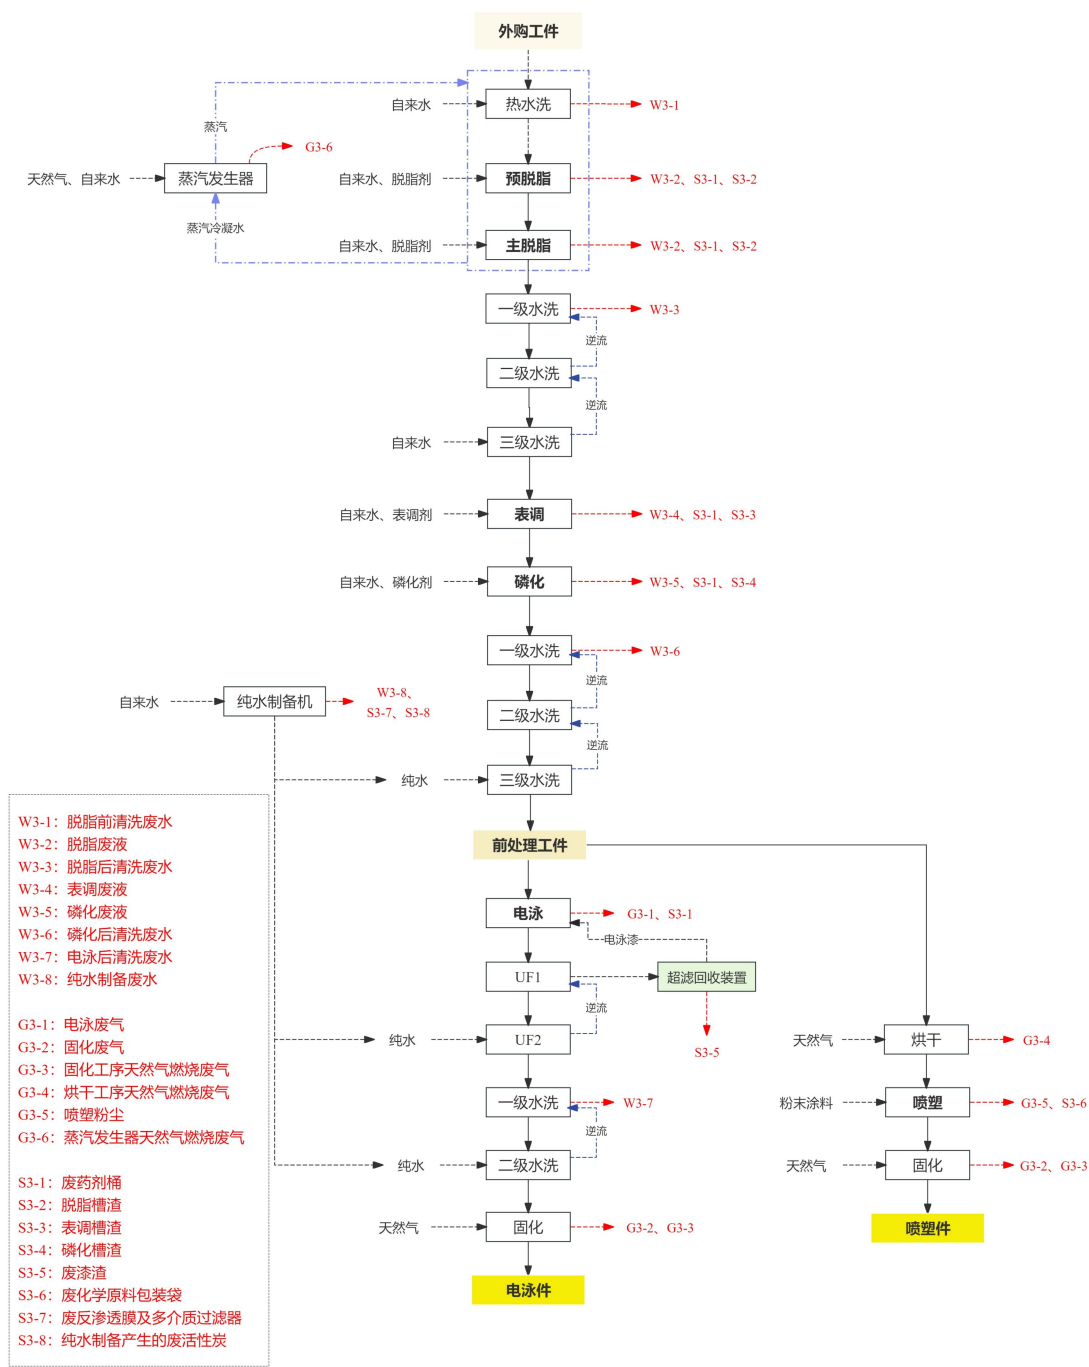 外购工件
自来水
热水洗
W3-1
蒸汽
G3-6
天然气、自来水
蒸汽发生器
自来水、脱脂剂
预脱脂
W3-2、S3-1、S3-2
蒸汽冷凝水
自来水、脱脂剂
主脱脂
W3-2、S3-1、S3-2
一级水洗
W3-3
逆流
二级水洗
逆流
自来水
三级水洗
自来水、表调剂
表调
W3-4、S3-1、S3-3
自来水、磷化剂
磷化
W3-5、S3-1、S3-4
一级水洗
W3-6
逆流
自来水
纯水制备机
W3-8、
S3-7、S3-8
二级水洗
逆流
纯水
三级水洗
前处理工件
电泳
G3-1、S3-1
电泳漆
UF1
超滤回收装置
逆流
纯水
UF2
S3-5
天然气
烘干
G3-4
一级水洗
W3-7
粉末涂料
喷塑
G3-5、S3-6
逆流
纯水
二级水洗
天然气
固化
G3-2、G3-3
天然气
固化
G3-2、G3-3
喷塑件
电泳件
W3-1：脱脂前清洗废水
W3-2：脱脂废液
W3-3：脱脂后清洗废水
W3-4：表调废液
W3-5：磷化废液
W3-6：磷化后清洗废水
W3-7：电泳后清洗废水
W3-8：纯水制备废水
G3-1：电泳废气
G3-2：固化废气
G3-3：固化工序天然气燃烧废气
G3-4：烘干工序天然气燃烧废气
G3-5：喷塑粉尘
G3-6：蒸汽发生器天然气燃烧废气
S3-1：废药剂桶
S3-2：脱脂槽渣
S3-3：表调槽渣
S3-4：磷化槽渣
S3-5：废漆渣
S3-6：废化学原料包装袋
S3-7：废反渗透膜及多介质过滤器
S3-8：纯水制备产生的废活性炭